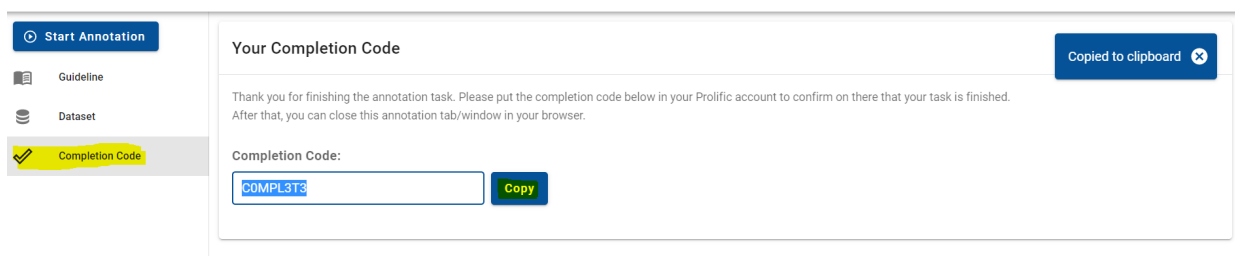 Start Annotation
Guideline
Dataset
Completion Code
Your Completion Code
Copied to clipboard
Thank you for finishing the annotation task. Please put the completion code below in your Prolific account to confirm on there that your task is finished.
After that, you can close this annotation tab/window in your browser.
Completion Code:
C0MPL3T3
Copy